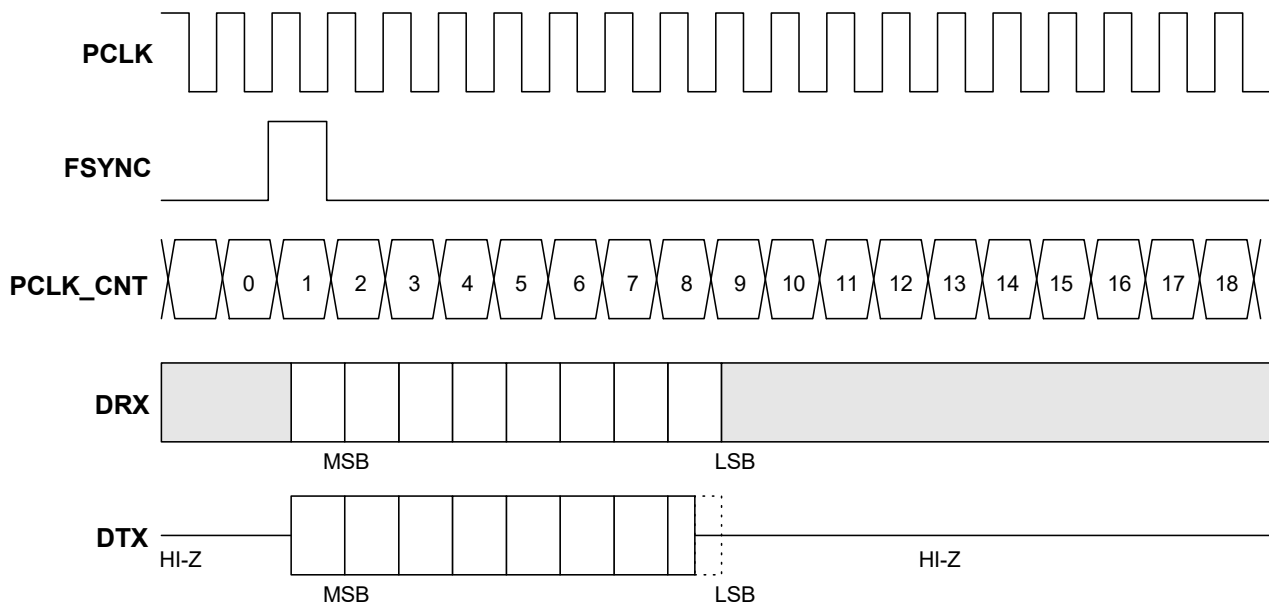 PCLK
FSYNC
PCLK_CNT 0 1 2 3 4 5 6 7 8 9 10 11 12 13 14 15 16 17 18
DRX
MSB LSB
DTX
HI-Z HI-Z
MSB LSB